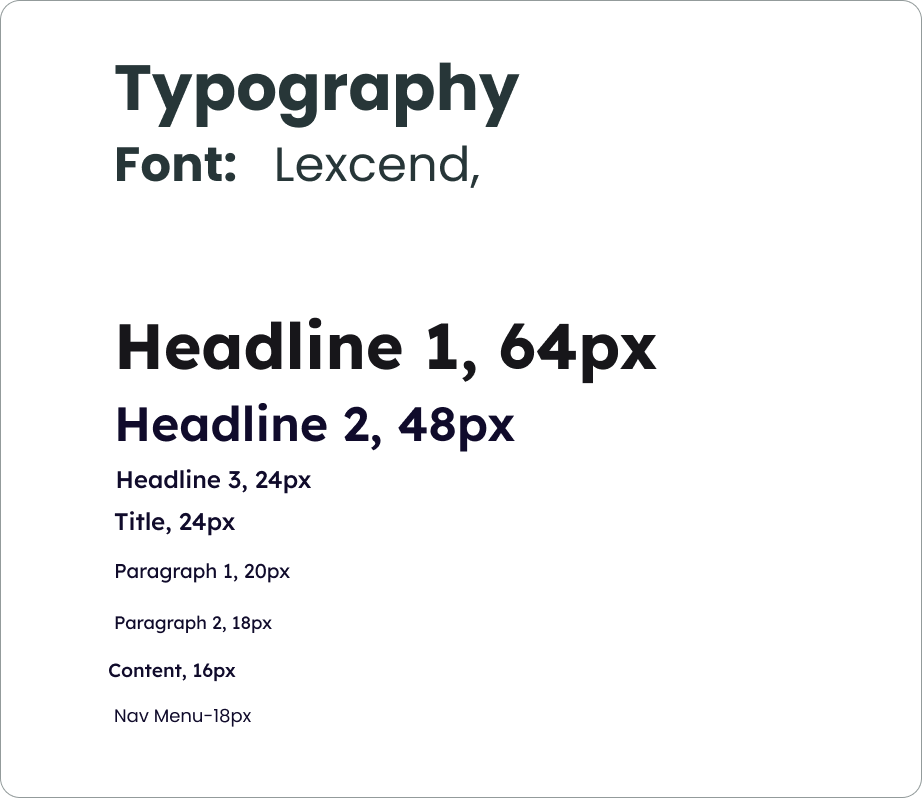 Typography
Font: Lexcend,
Headline 1, 64px
Headline 2, 48px
Headline 3, 24px
Title, 24px
Paragraph 1, 20px
Paragraph 2, 18px
Content, 16px
Nav Menu-18px